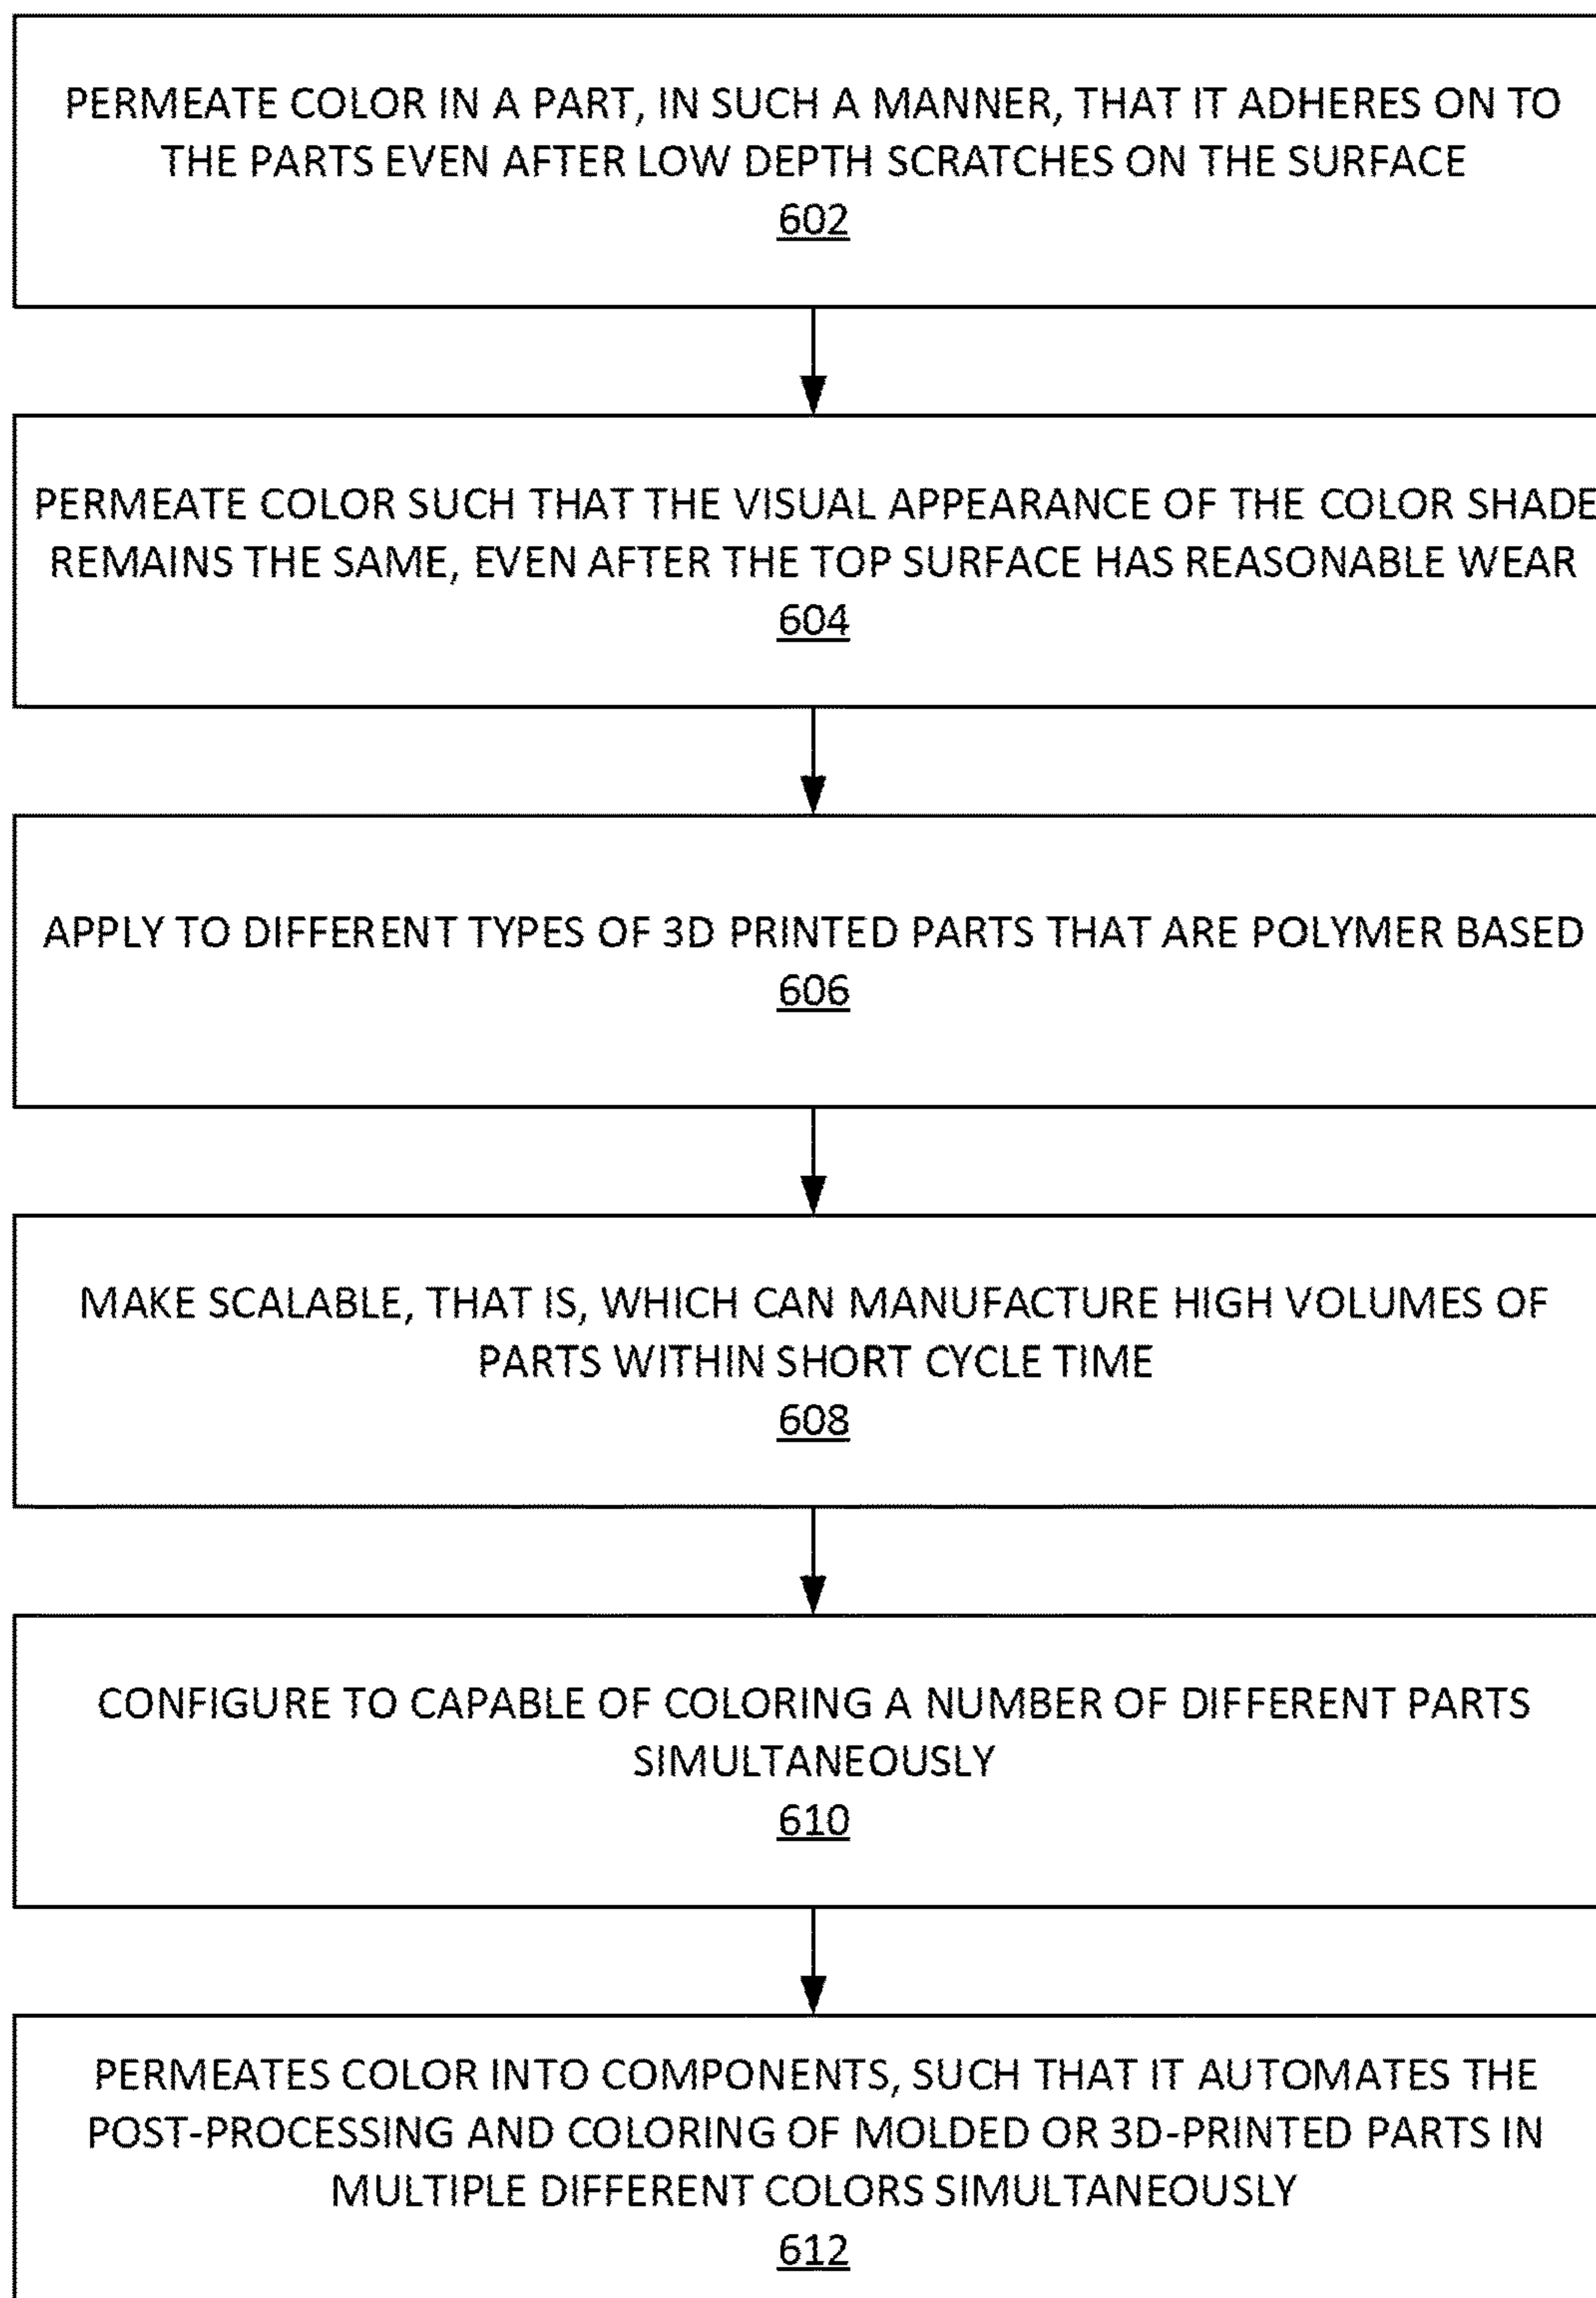 PERMEATE COLOR IN A PART, IN SUCH A MANNER, THAT IT ADHERES ON TO
THE PARTS EVEN AFTER LOW DEPTH SCRATCHES ON THE SURFACE
602
PERMEATE COLOR SUCH THAT THE VISUAL APPEARANCE OF THE COLOR SHADE
REMAINS THE SAME, EVEN AFTER THE TOP SURFACE HAS REASONABLE WEAR
604
APPLY TO DIFFERENT TYPES OF 3D PRINTED PARTS THAT ARE POLYMER BASED
606
MAKE SCALABLE, THAT IS, WHICH CAN MANUFACTURE HIGH VOLUMES OF
PARTS WITHIN SHORT CYCLE TIME
608
CONFIGURE TO CAPABLE OF COLORING A NUMBER OF DIFFERENT PARTS
SIMULTANEOUSLY
610
PERMEATES COLOR INTO COMPONENTS, SUCH THAT IT AUTOMATES THE
POST-PROCESSING AND COLORING OF MOLDED OR 3D-PRINTED PARTS IN
MULTIPLE DIFFERENT COLORS SIMULTANEOUSLY
612